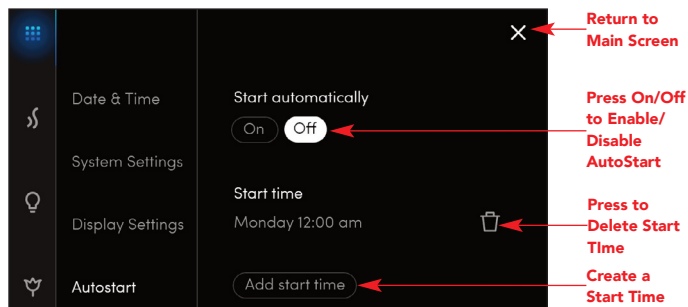 Return to
Main Screen
Date & Time
System Settings
Display Settings
Autostart
Start automatically
On Off
Start time
Monday 12:00 am
Add start time
Press On/Off
to Enable/
Disable
AutoStart
Press to
Delete Start
TIme
Create a
Start Time